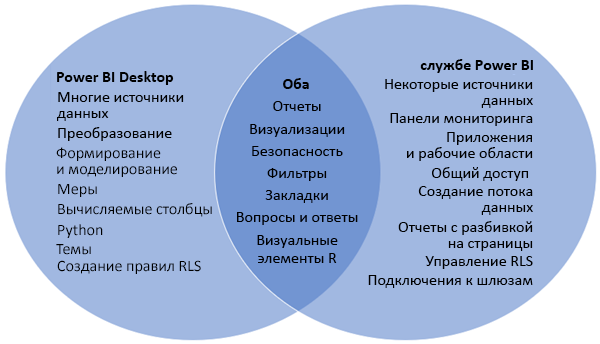 Power BI Desktop
Многие источники
данных
Преобразование
Формирование
и моделирование
Меры
Вычисляемые столбцы
Python
Темы
Создание правил RLS
Оба
Отчеты
Визуализации
Безопасность
Фильтры
Закладки
Вопросы и ответы
Визуальные
элементы R
службе Power BI
Некоторые источники
данных
Панели мониторинга
Приложения
и рабочие области
Общий доступ
Создание потока
данных
Отчеты с разбивкой
на страницы
Управление RLS
Подключения к шлюзам